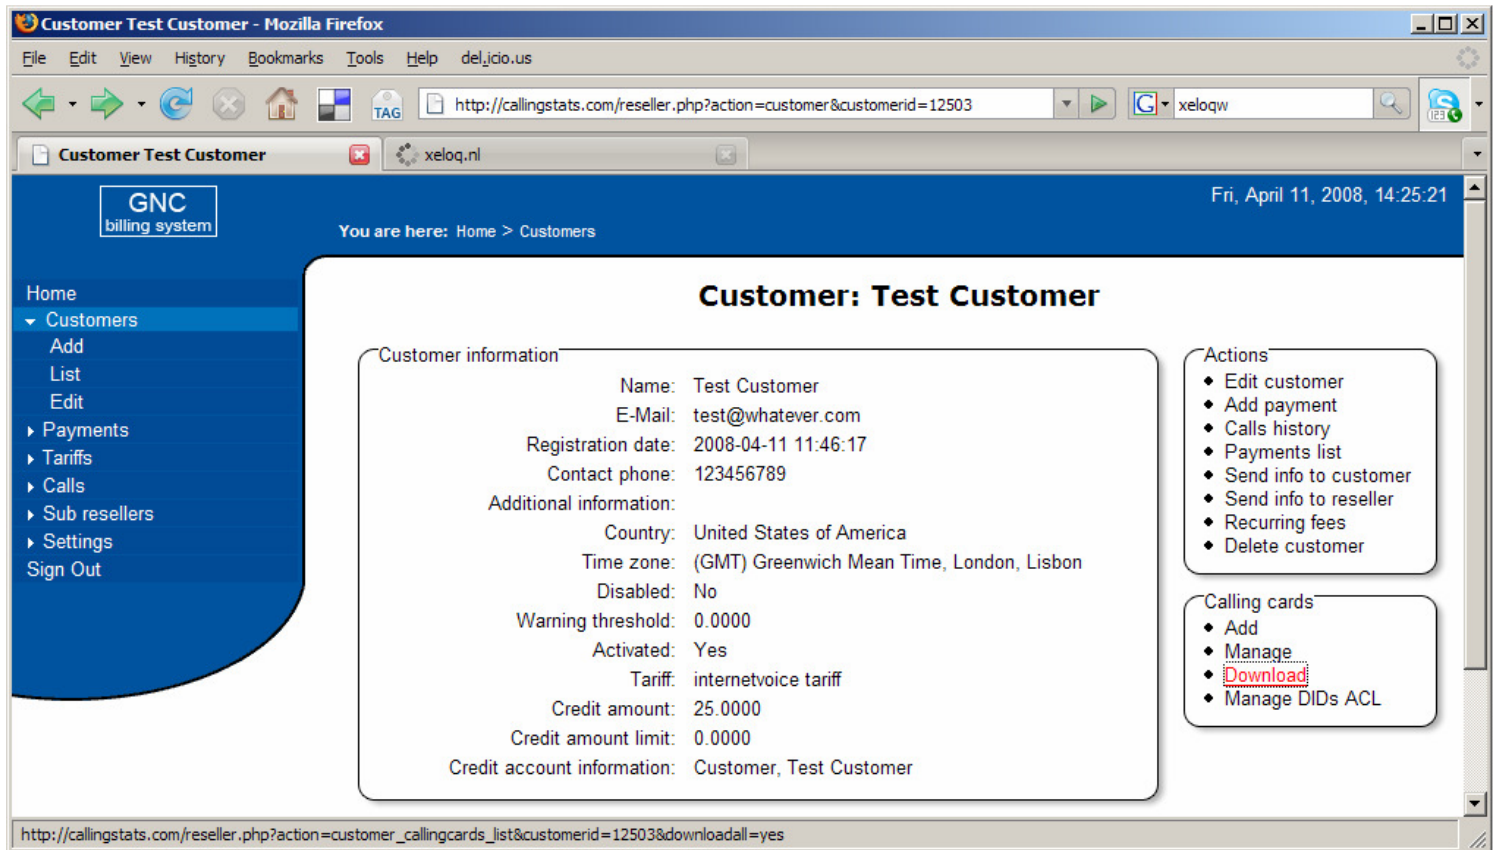 Customer Test Customer - Mozilla Firefox
File Edit View History Bookmarks Tools Help del.icio.us
TAG http://callingstats.com/reseller.php?action=customer&customerid=12503 G xeloqw 123
Customer Test Customer xeloq.nl
GNC
billing system
Fri, April 11, 2008, 14:25:21
You are here: Home > Customers
Home
Customers
Add
List
Edit
Payments
Tariffs
Calls
Sub resellers
Settings
Sign Out
Customer: Test Customer
Customer information
Name: Test Customer
E-Mail: test@whatever.com
Registration date: 2008-04-11 11:46:17
Contact phone: 123456789
Additional information:
Country: United States of America
Time zone: (GMT) Greenwich Mean Time, London, Lisbon
Disabled: No
Warning threshold: 0.0000
Activated: Yes
Tariff: internetvoice tariff
Credit amount: 25.0000
Credit amount limit: 0.0000
Credit account information: Customer, Test Customer
Actions
Edit customer
Add payment
Calls history
Payments list
Send info to customer
Send info to reseller
Recurring fees
Delete customer
Calling cards
Add
Manage
Download
Manage DIDs ACL
http://callingstats.com/reseller.php?action=customer_callingcards_list&customerid=12503&downloadall=yes